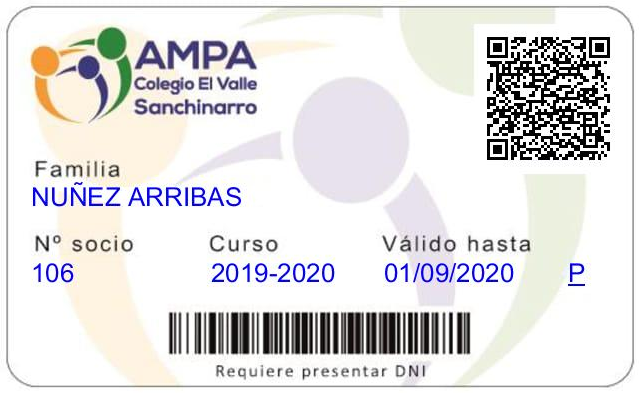 AMPA
Colegio El Valle
Sanchinarro
Familia
NUÑEZ ARRIBAS
Nº socio Curso Válido hasta
106 2019-2020 01/09/2020 P
Requiere presentar DNI